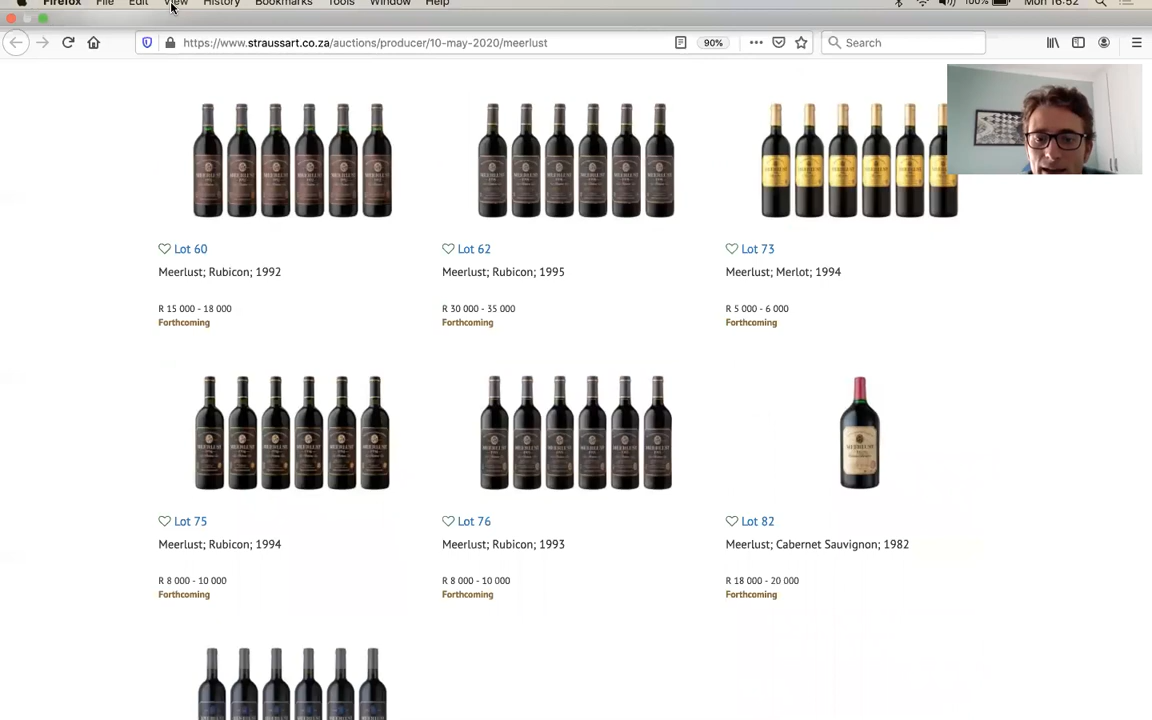 Firefox File Edit View History Bookmarks Tools Window Help 100% Mon 16:52
https://www.straussart.co.za/auctions/producer/10-may-2020/meerlust 90% Search
Lot 60 Lot 62 Lot 73
Meerlust; Rubicon; 1992 Meerlust; Rubicon; 1995 Meerlust; Merlot; 1994
R 15 000 - 18 000 R 30 000 - 35 000 R 5 000 - 6 000
Forthcoming Forthcoming Forthcoming
Lot 75 Lot 76 Lot 82
Meerlust; Rubicon; 1994 Meerlust; Rubicon; 1993 Meerlust; Cabernet Sauvignon; 1982
R 8 000 - 10 000 R 8 000 - 10 000 R 18 000 - 20 000
Forthcoming Forthcoming Forthcoming